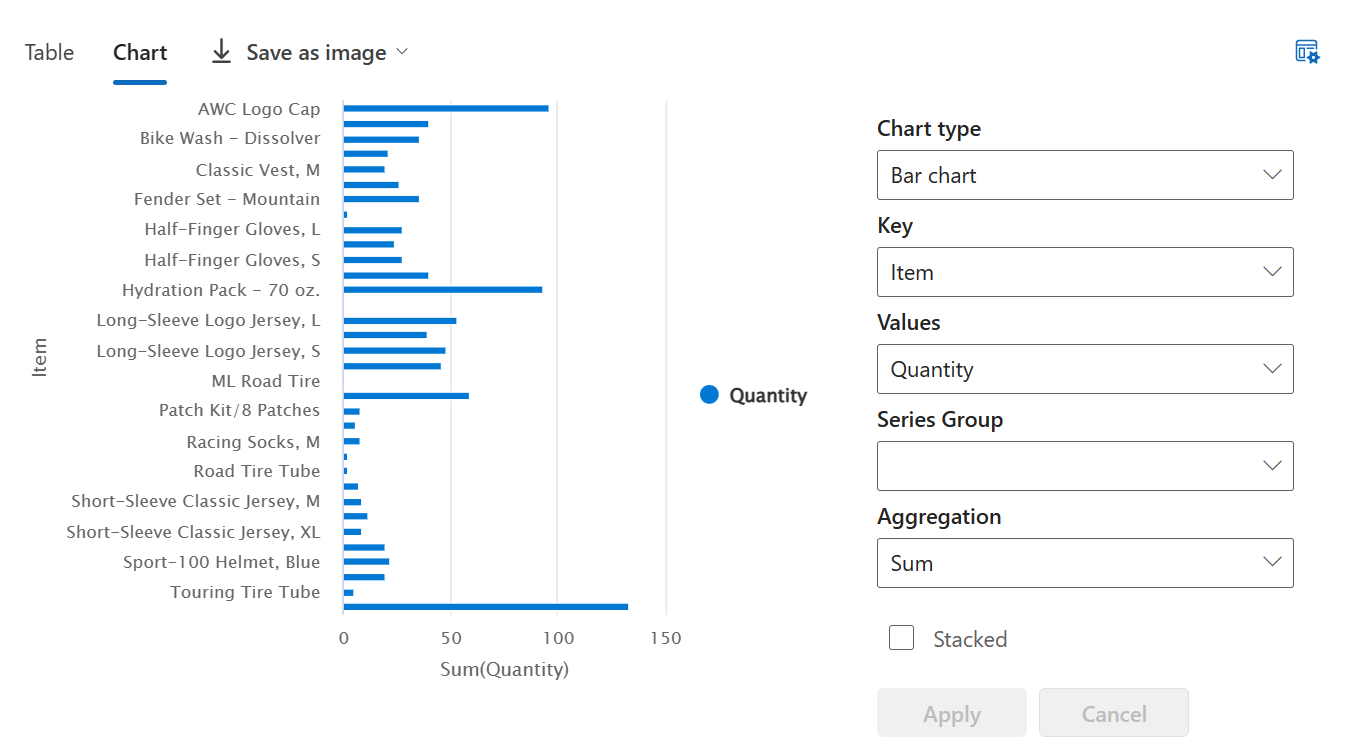 Table Chart Save as image
AWC Logo Cap
Bike Wash - Dissolver
Classic Vest, M
Fender Set - Mountain
Half-Finger Gloves, L
Half-Finger Gloves, S
Hydration Pack - 70 oz.
Long-Sleeve Logo Jersey, L
Long-Sleeve Logo Jersey, S
ML Road Tire
Patch Kit/8 Patches
Racing Socks, M
Road Tire Tube
Short-Sleeve Classic Jersey, M
Short-Sleeve Classic Jersey, XL
Sport-100 Helmet, Blue
Touring Tire Tube
Item
0 50 100 150
Sum(Quantity)
Quantity
Chart type
Bar chart
Key
Item
Values
Quantity
Series Group
Aggregation
Sum
Stacked
Apply Cancel